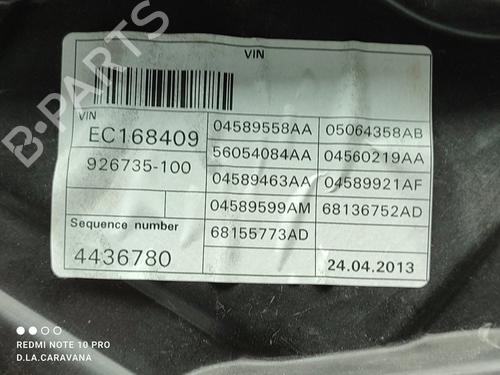 VIN
VIN
EC168409
926735-100
Sequence number
4436780
04589558AA 05064358AB
56054084AA 04560219AA
04589463AA 04589921AF
04589599AM 68136752AD
68155773AD
24.04.2013
B-PARTS
REDMI NOTE 10 PRO
D.LA.CARAVANA